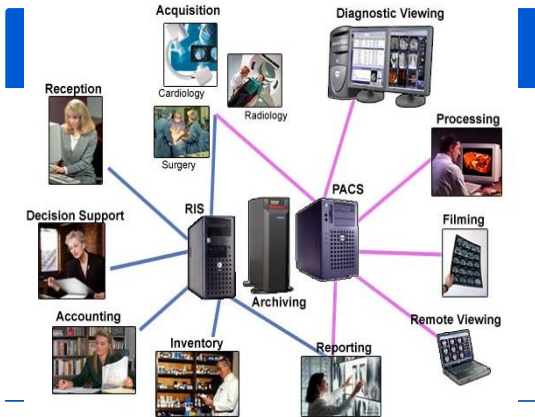 Acquisition
Diagnostic Viewing
Cardiology
Reception
Radiology
Processing
Surgery
RIS
PACS
Decision Support
Filming
Archiving
Accounting
Remote Viewing
Inventory
Reporting